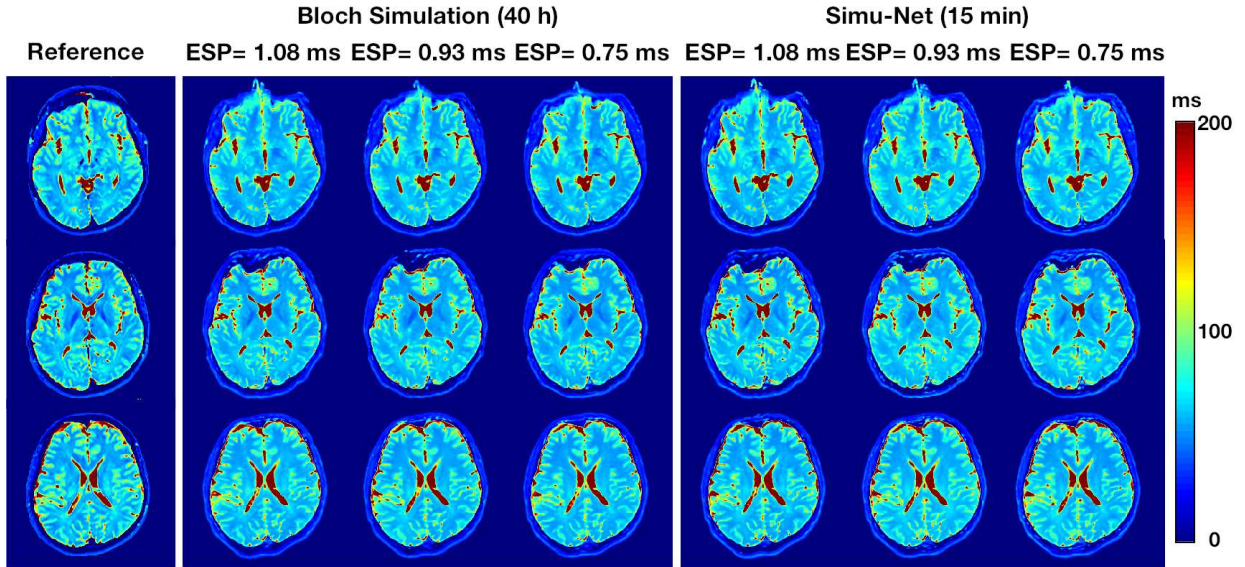 Bloch Simulation (40 h)
Simu-Net (15 min)
Reference
ESP= 1.08 ms
ESP= 0.93 ms
ESP= 0.75 ms
ESP= 1.08 ms
ESP= 0.93 ms
ESP= 0.75 ms
ms
200
100
0